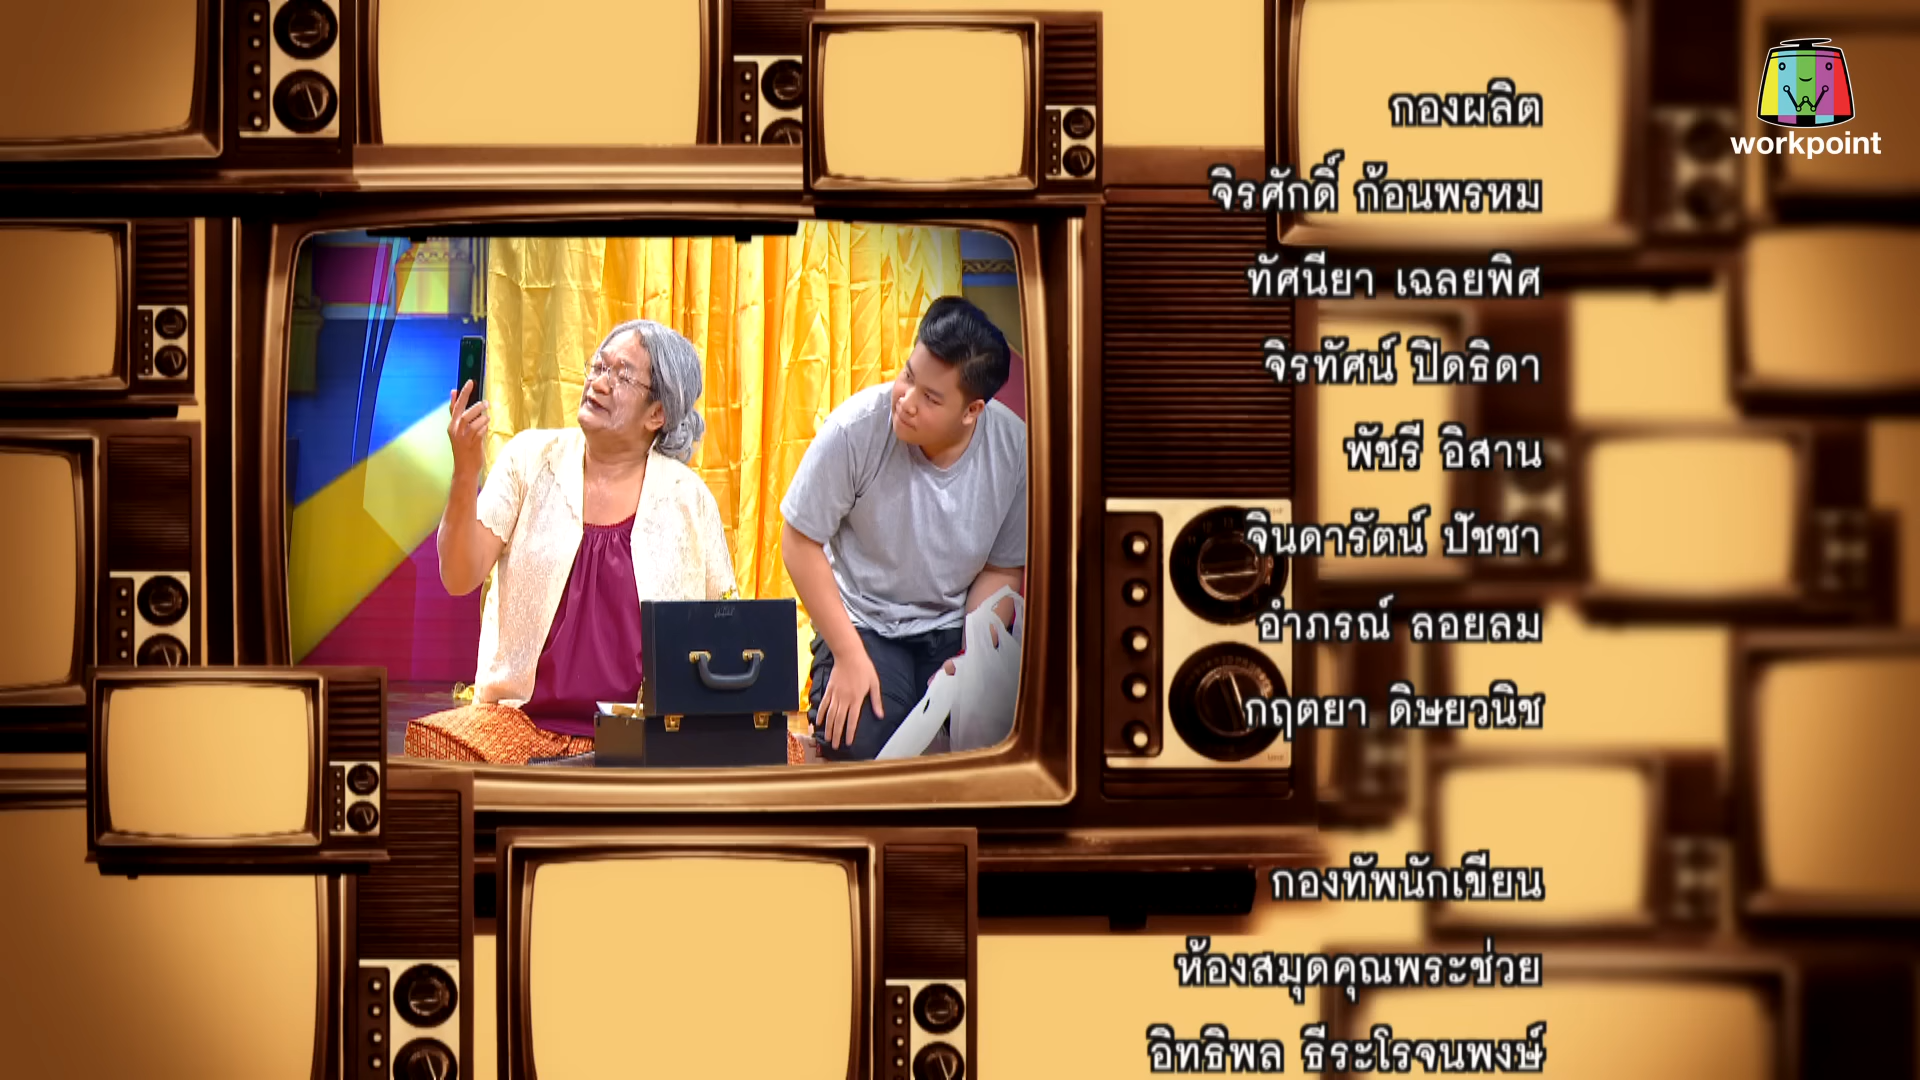 workpoint
กองผลิต
จิรศักดิ์ ก้อนพรหม
ทัศนียา เฉลยพิศ
จิรทัศน์ ปิดธิดา
พัชรี อิสาน
จินดารัตน์ ปัชชา
อำภรณ์ ลอยลม
กฤตยา ดิษยวนิช
กองทัพนักเขียน
ห้องสมุดคุณพระช่วย
อิทธิพล ธีระโรจนพงษ์